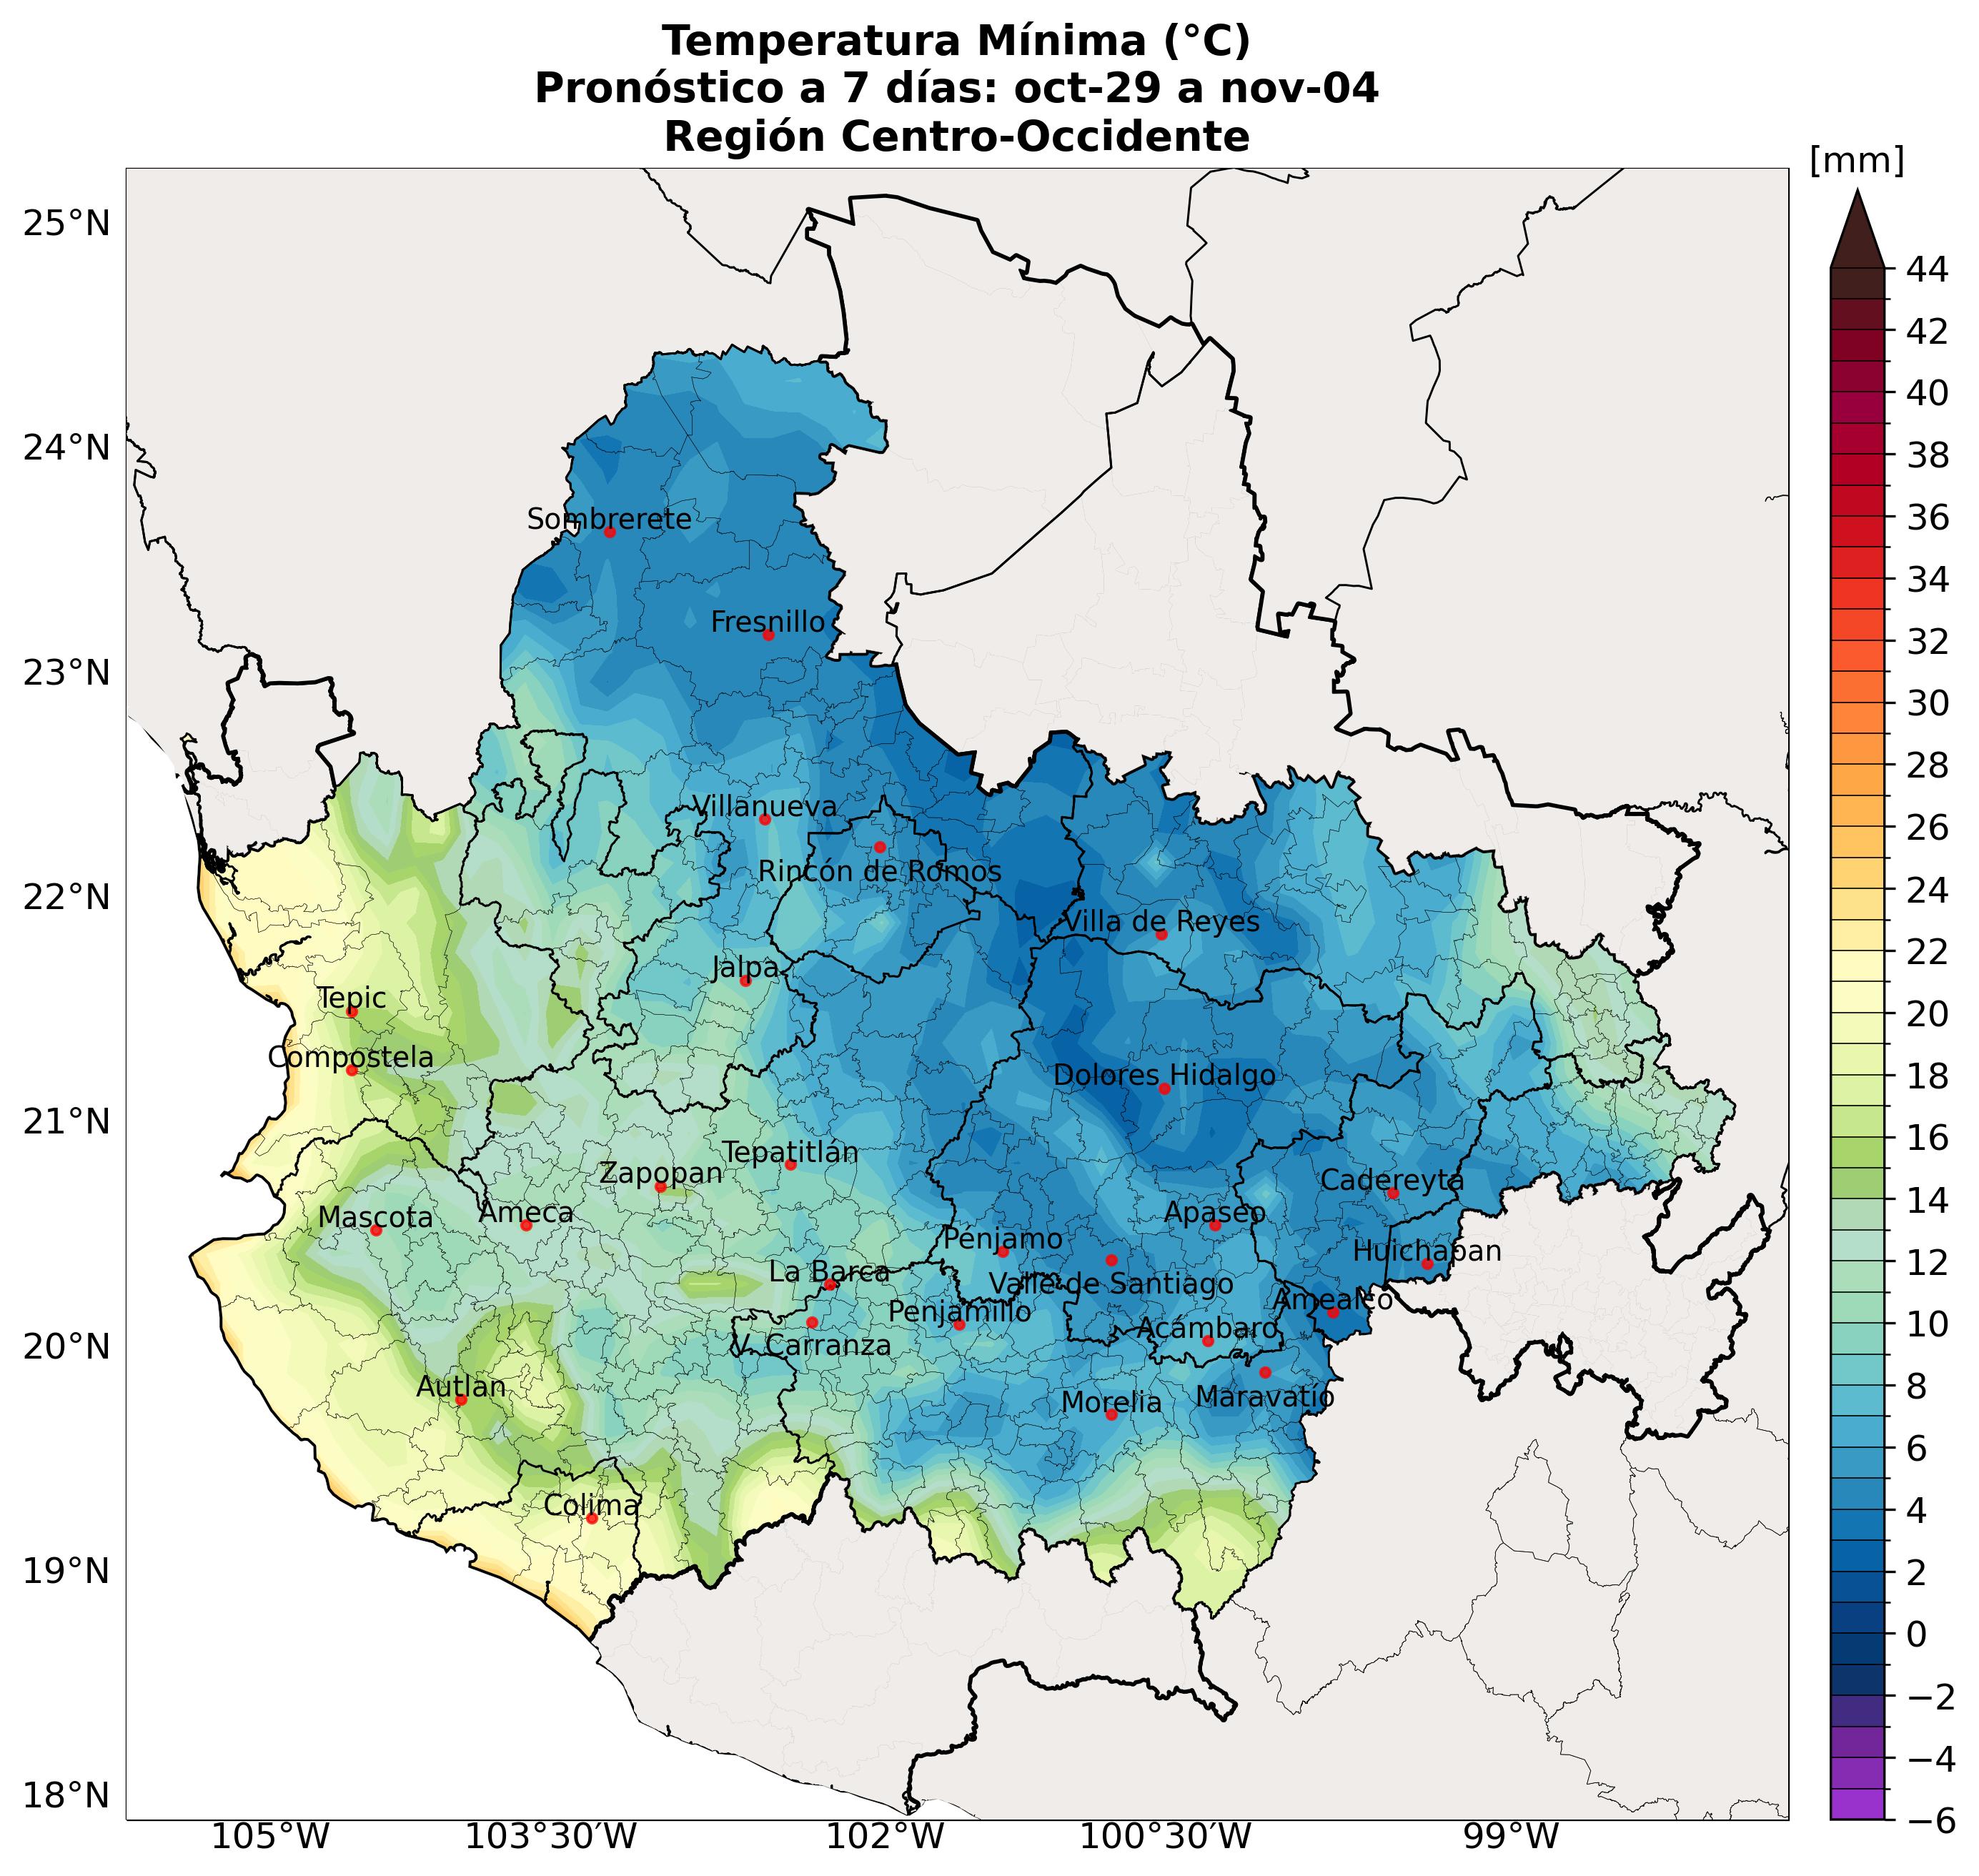 Temperatura Mínima (°C)
Pronóstico a 7 días: oct-29 a nov-04
Región Centro-Occidente
[mm]
25°N
24°N
23°N
22°N
21°N
20°N
19°N
18°N
Sombrerete
Fresnillo
Villanueva
Rincón de Romos
Villa de Reyes
Jalpa
Tepic
Compostela
Dolores Hidalgo
Tepatitlán
Zapopan
Cadereyta
Mascota
Ameca
Apaseo
Pénjamo
Huichapan
La Barca
Valle de Santiago
Amealco
Penjamillo
Acámbaro
V. Carranza
Autlan
Morelia
Maravatío
Colima
105°W
103°30'W
102°W
100°30'W
99°W
44
42
40
38
36
34
32
30
28
26
24
22
20
18
16
14
12
10
8
6
4
2
0
−2
−4
−6